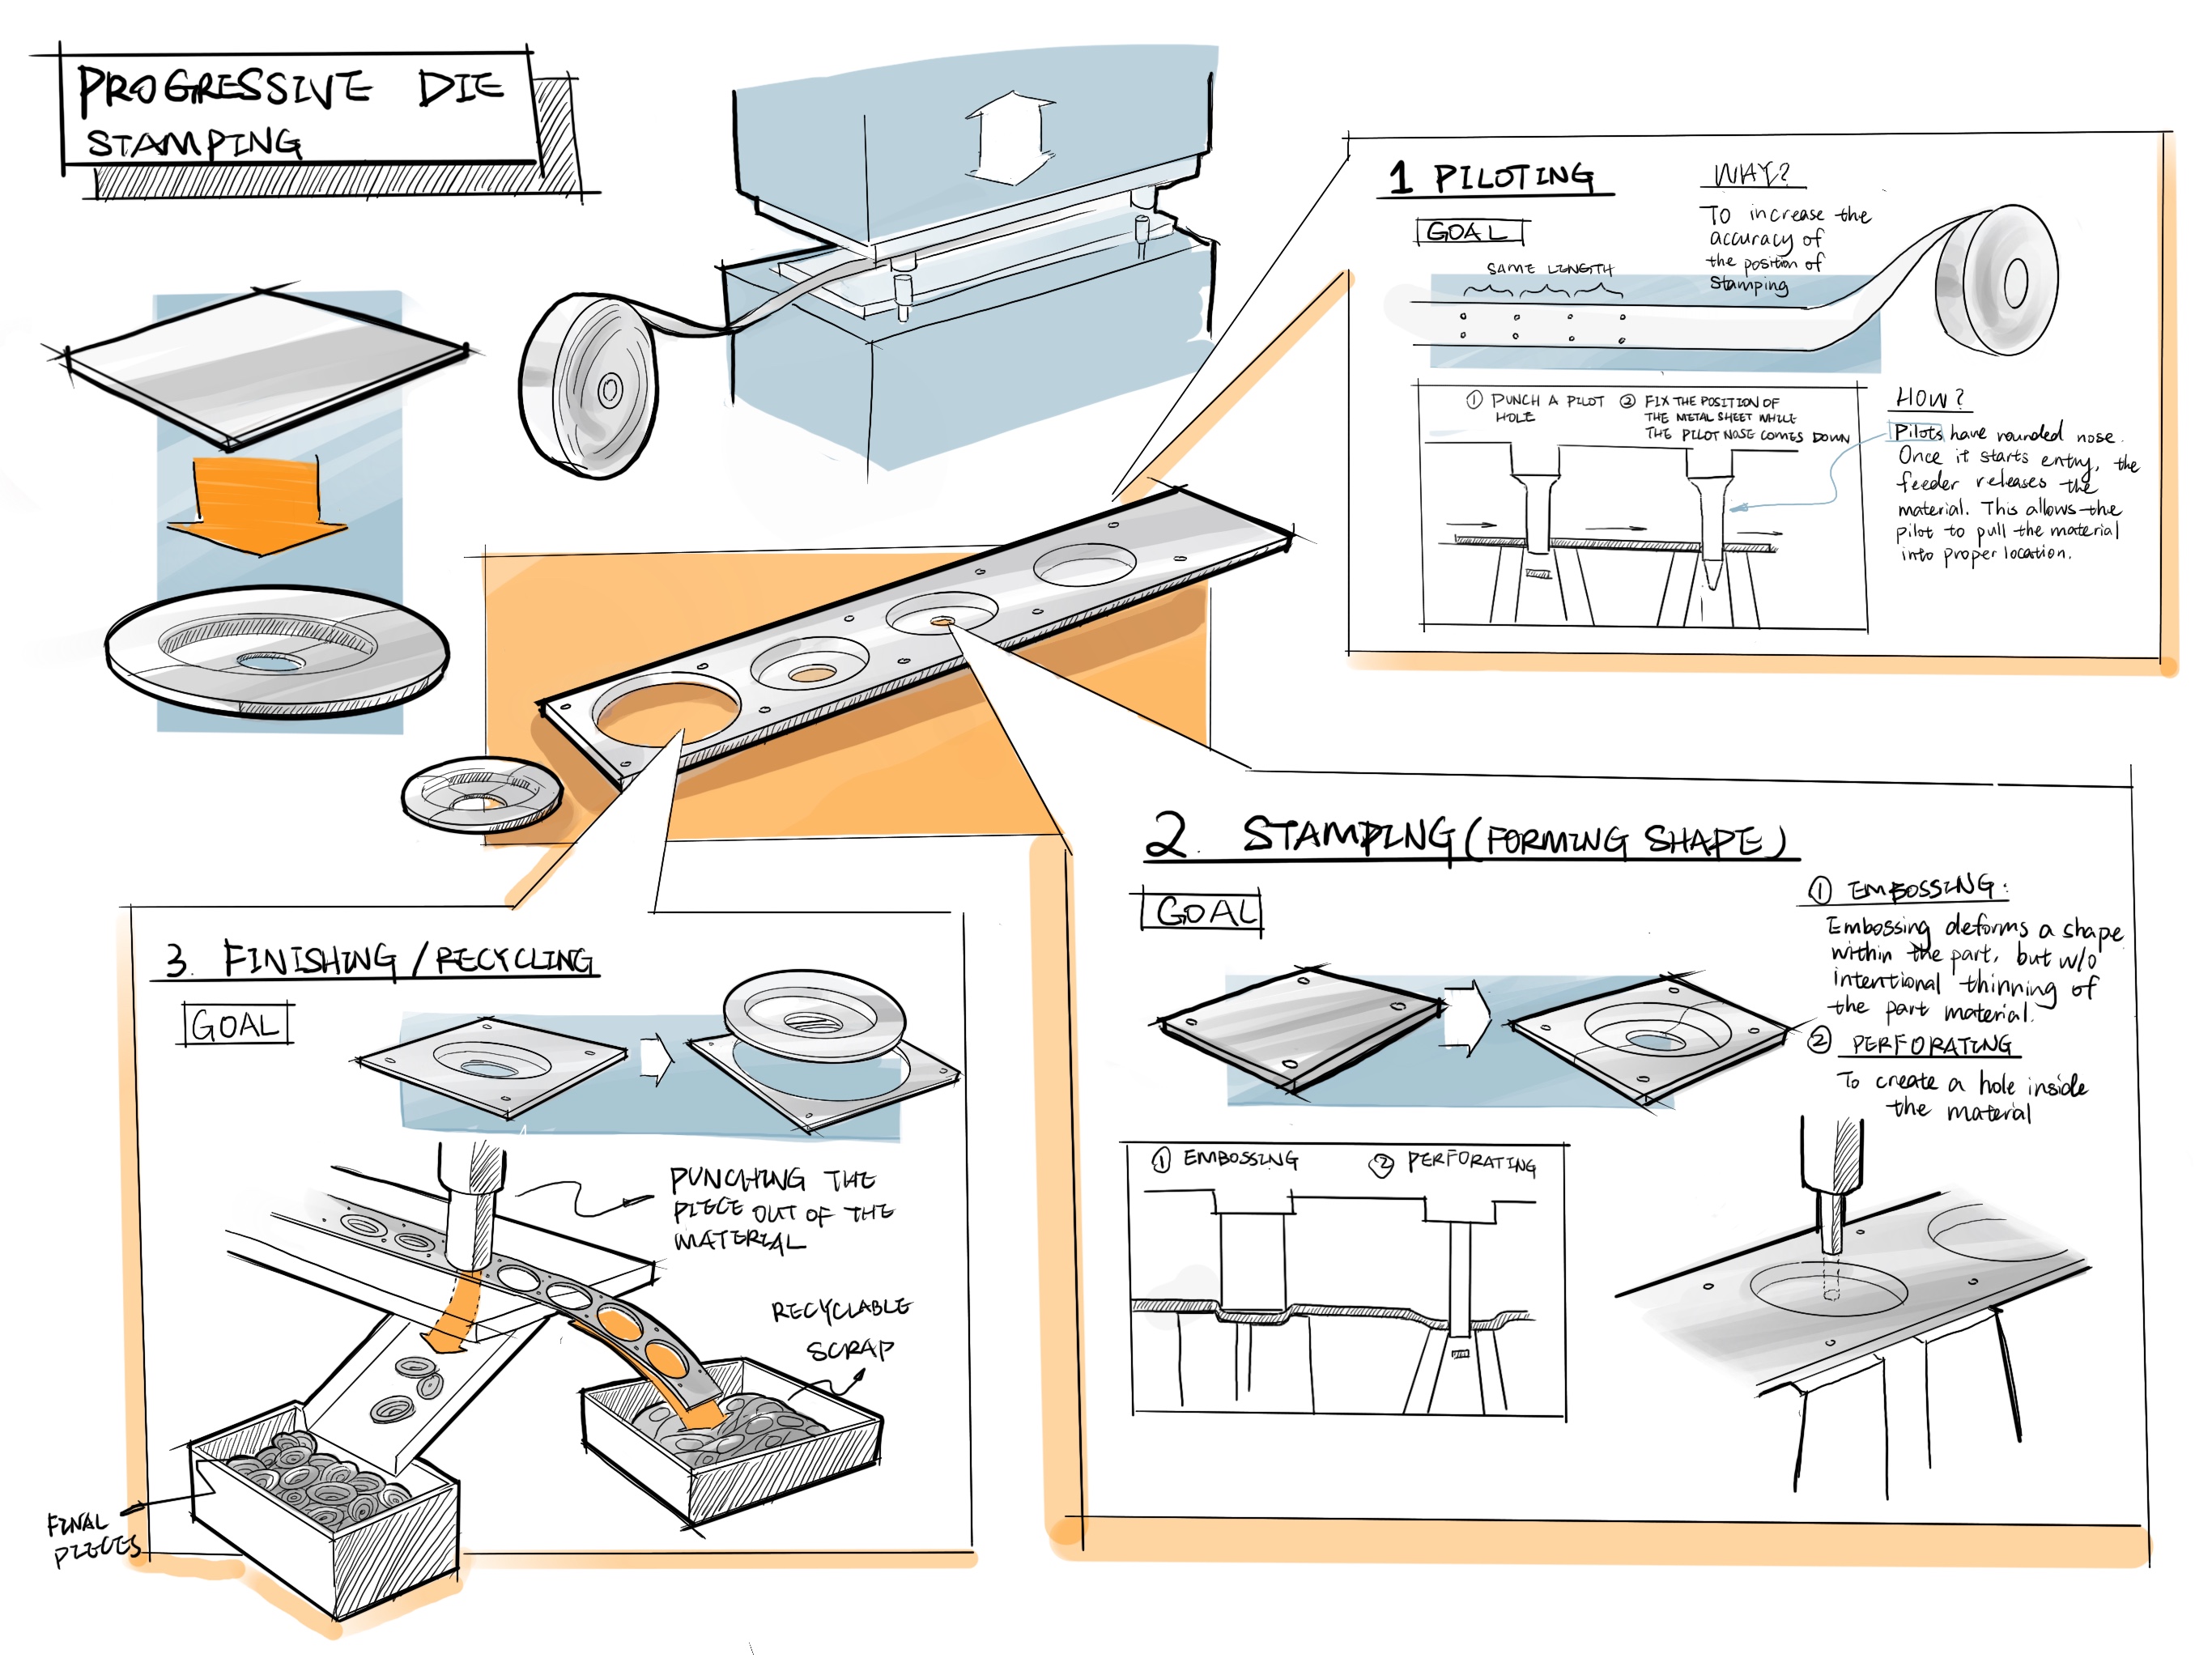 PROGRESSIVE DIE
STAMPING
1 PILOTING
GOAL
WHY?
To increase the
accuracy of
the position of
Stamping
SAME LENGTH
① PUNCH A PILOT
HOLE
② FIX THE POSITION OF
THE METAL SHEET WHILE
THE PILOT NOSE COMES DOWN
HOW?
Pilots have rounded nose.
Once it starts entry, the
feeder releases the
material. This allows the
pilot to pull the material
into proper location.
2. STAMPING (FORMING SHAPE)
GOAL
① EMBOSSING:
Embossing deforms a shape
within the part, but w/o
intentional thinning of
the part material.
② PERFORATING
To create a hole inside
the material
① EMBOSSING
② PERFORATING
3. FINISHING / RECYCLING
GOAL
PUNCHING THE
PIECE OUT OF THE
MATERIAL
RECYCLABLE
SCRAP
FINAL
PIECES